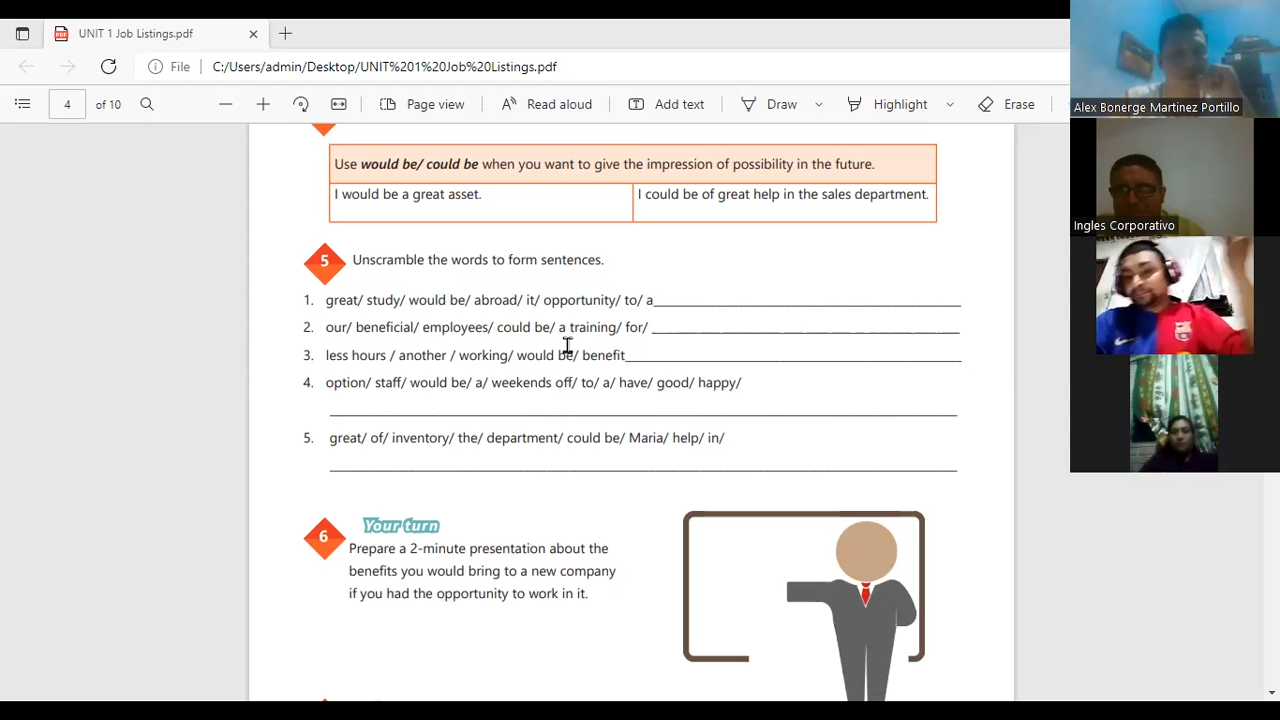 UNIT 1 Job Listings.pdf
File C:/Users/admin/Desktop/UNIT%201%20Job%20Listings.pdf
4 of 10 Page view Read aloud Add text Draw Highlight Erase
Use would be/ could be when you want to give the impression of possibility in the future.
I would be a great asset. I could be of great help in the sales department.
5 Unscramble the words to form sentences.
1. great/ study/ would be/ abroad/ it/ opportunity/ to/ a
2. our/ beneficial/ employees/ could be/ a training/ for/
3. less hours / another / working/ would be/ benefit
4. option/ staff/ would be/ a/ weekends off/ to/ a/ have/ good/ happy/
5. great/ of/ inventory/ the/ department/ could be/ Maria/ help/ in/
6 Your turn
Prepare a 2-minute presentation about the
benefits you would bring to a new company
if you had the opportunity to work in it.
Alex Bonerge Martinez Portillo
Ingles Corporativo